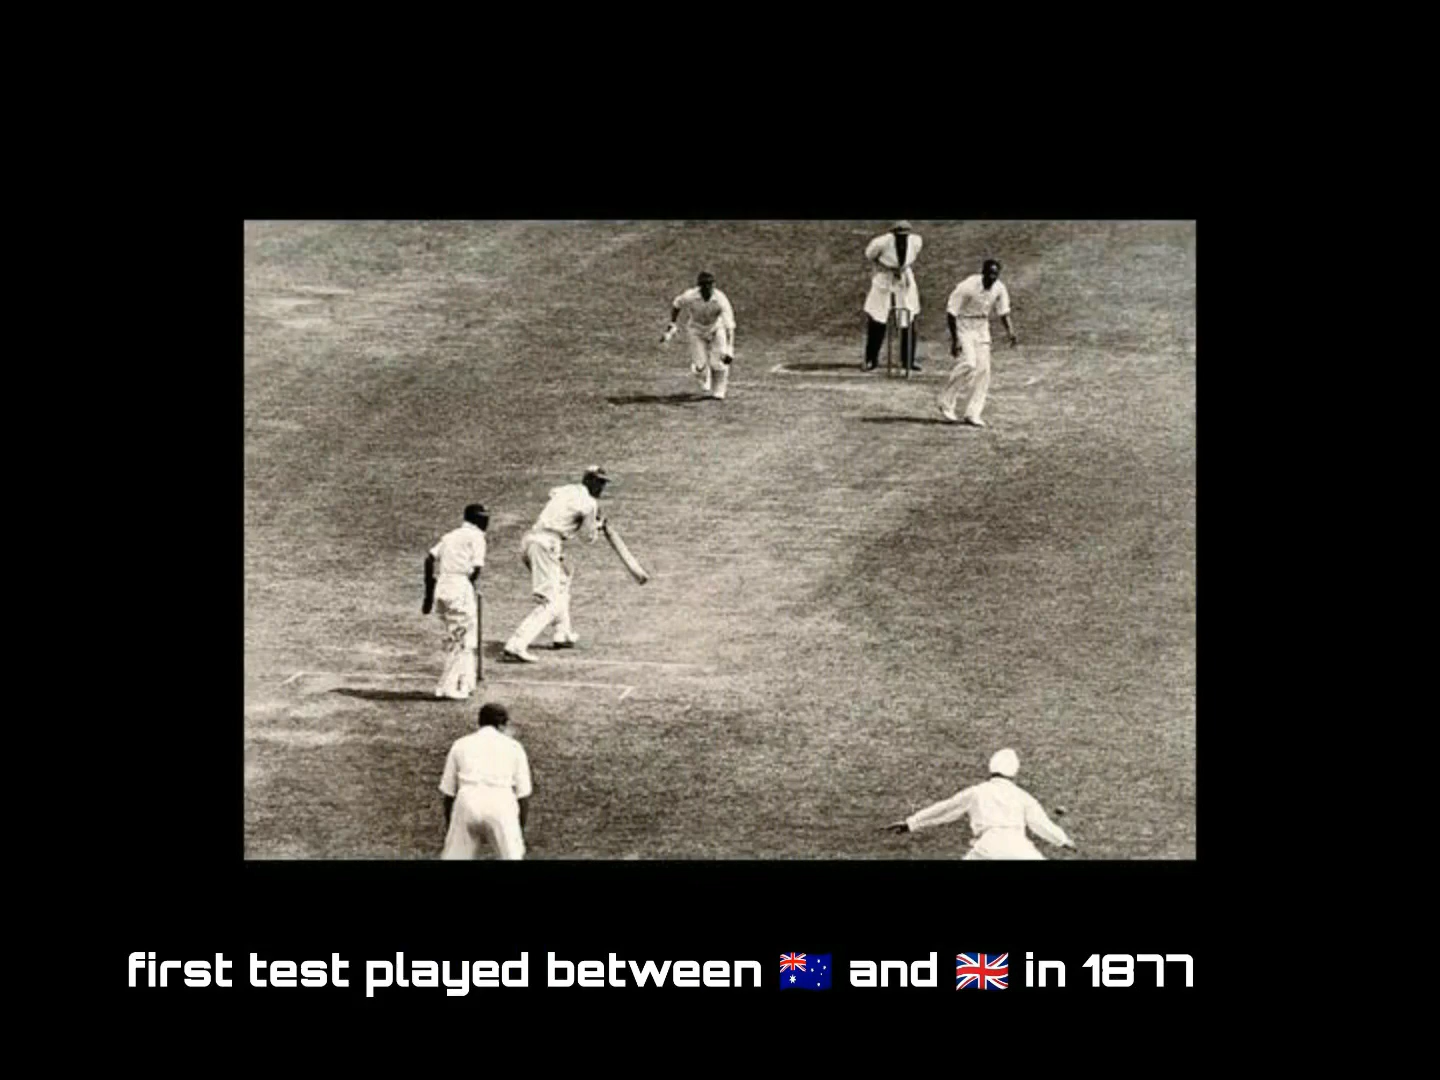 first test played between 🇦🇺 and 🇬🇧 in 1877